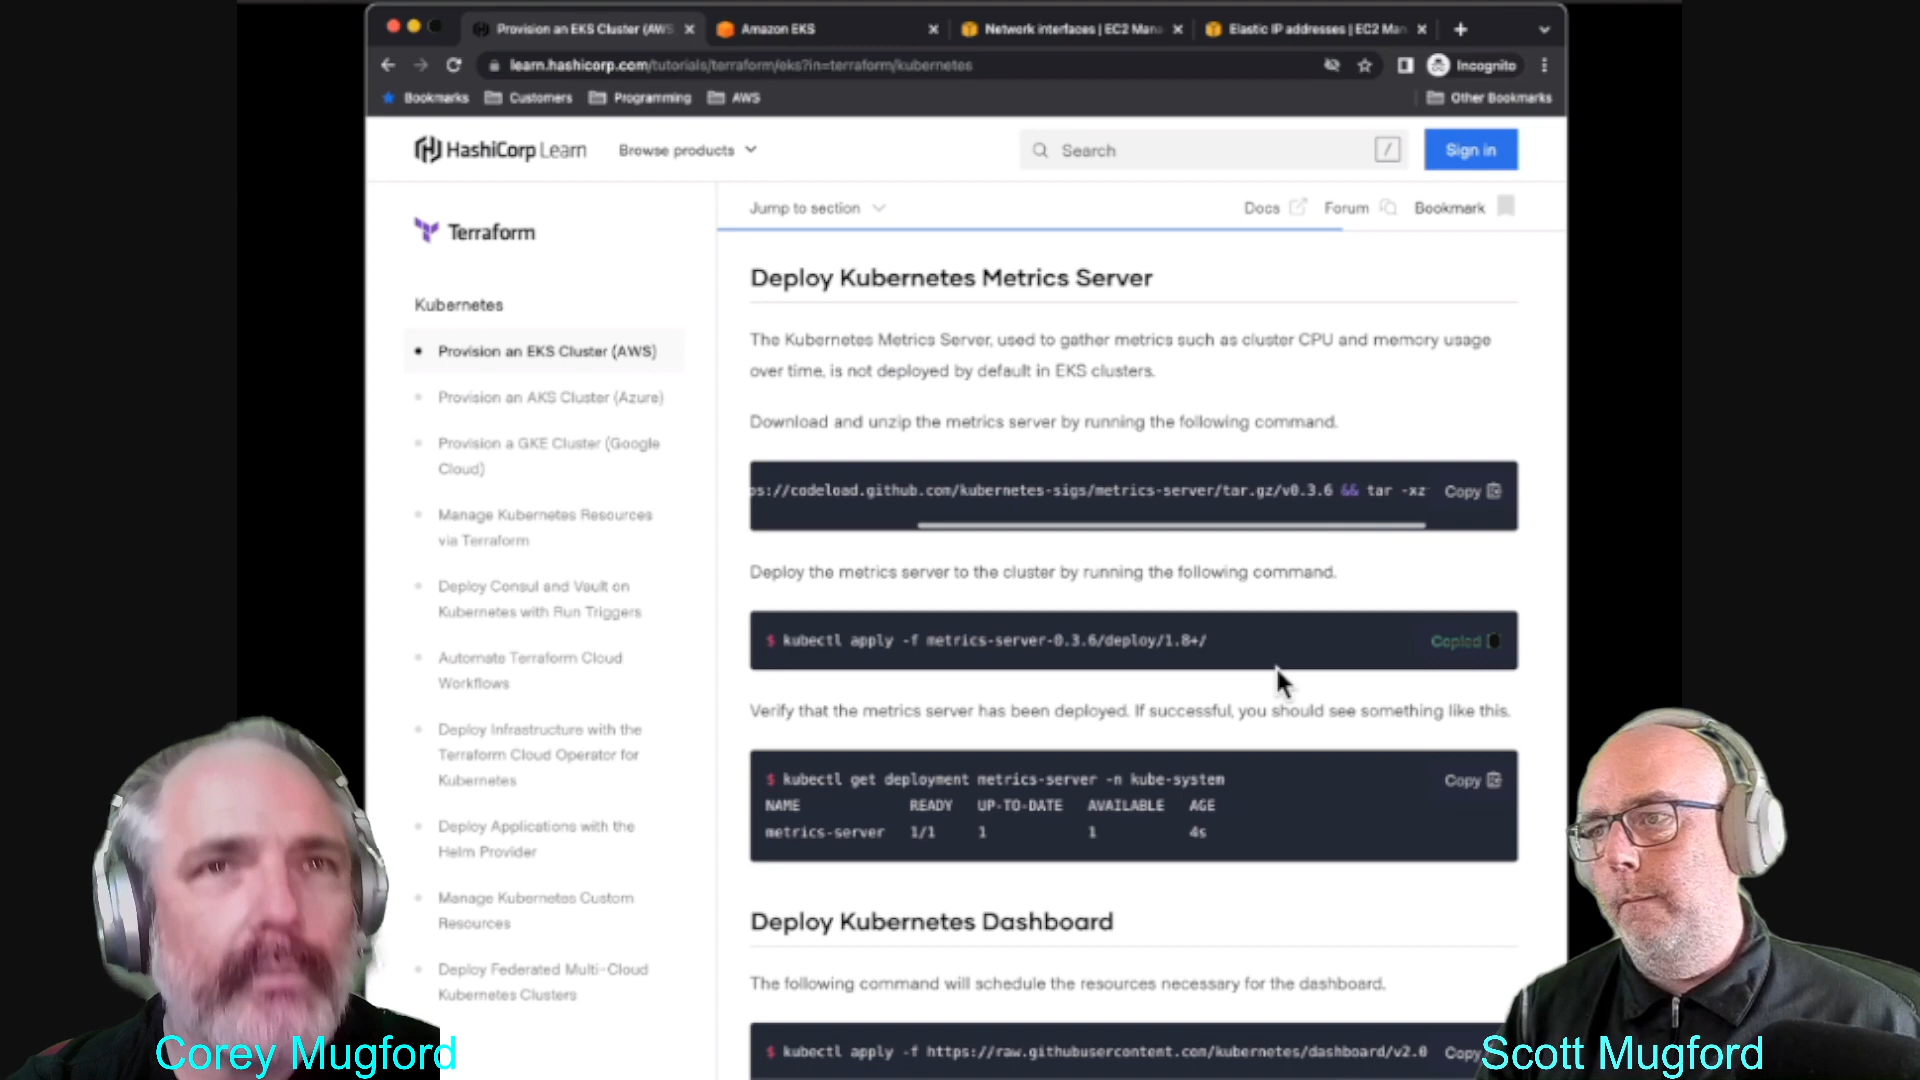 Provision an EKS Cluster (AWS
Amazon EKS
Network interfaces | EC2 Man
Elastic IP addresses | EC2 Man
learn.hashicorp.com/tutorials/terraform/eks?in=terraform/kubernetes
Incognito
Bookmarks
Customers
Programming
AWS
Other Bookmarks
HashiCorp Learn
Browse products
Search
/
Sign in
Terraform
Kubernetes
Provision an EKS Cluster (AWS)
Provision an AKS Cluster (Azure)
Provision a GKE Cluster (Google
Cloud)
Manage Kubernetes Resources
via Terraform
Deploy Consul and Vault on
Kubernetes with Run Triggers
Automate Terraform Cloud
Workflows
Deploy Infrastructure with the
Terraform Cloud Operator for
Kubernetes
Deploy Applications with the
Helm Provider
Manage Kubernetes Custom
Resources
Deploy Federated Multi-Cloud
Kubernetes Clusters
Jump to section
Docs
Forum
Bookmark
Deploy Kubernetes Metrics Server
The Kubernetes Metrics Server, used to gather metrics such as cluster CPU and memory usage
over time, is not deployed by default in EKS clusters.
Download and unzip the metrics server by running the following command.
ps://codeload.github.com/kubernetes-sigs/metrics-server/tar.gz/v0.3.6 && tar -xz
Copy
Deploy the metrics server to the cluster by running the following command.
$ kubectl apply -f metrics-server-0.3.6/deploy/1.8+/
Copied
Verify that the metrics server has been deployed. If successful, you should see something like this.
$ kubectl get deployment metrics-server -n kube-system
Copy
NAME READY UP-TO-DATE AVAILABLE AGE
metrics-server 1/1 1 1 4s
Deploy Kubernetes Dashboard
The following command will schedule the resources necessary for the dashboard.
$ kubectl apply -f https://raw.githubusercontent.com/kubernetes/dashboard/v2.0
Copy
Corey Mugford
Scott Mugford